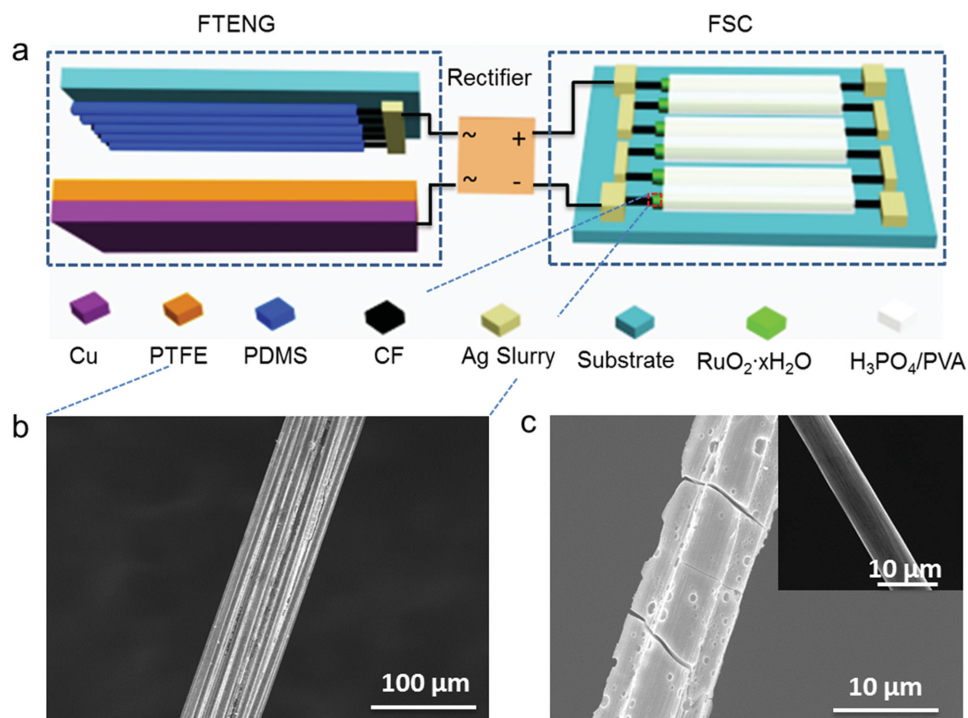 FTENG
FSC
a
Rectifier
~ +
~ -
Cu
PTFE
PDMS
CF
Ag Slurry
Substrate
RuO₂·xH₂O
H₃PO₄/PVA
b
100 μm
c
10 μm
10 μm